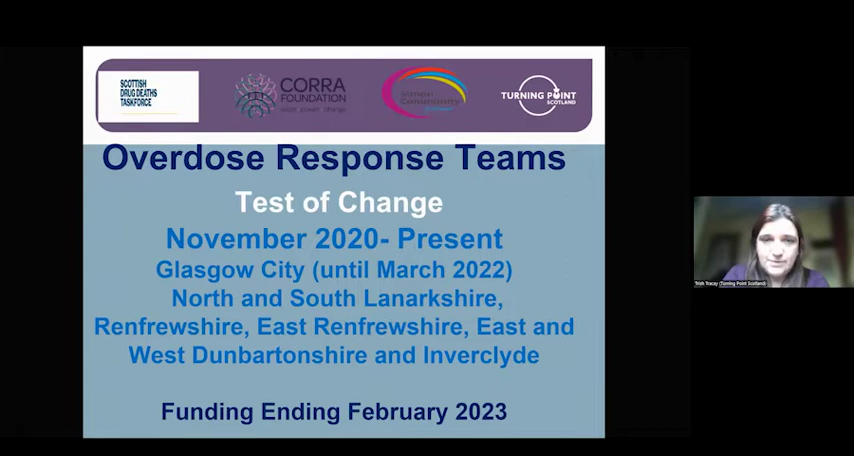 SCOTTISH
DRUG DEATHS
TASKFORCE
CORRA
FOUNDATION
Simon
Community
TURNING POINT
SCOTLAND
Overdose Response Teams
Test of Change
November 2020- Present
Glasgow City (until March 2022)
North and South Lanarkshire,
Renfrewshire, East Renfrewshire, East and
West Dunbartonshire and Inverclyde
Funding Ending February 2023
Trish Tracey (Turning Point Scotland)